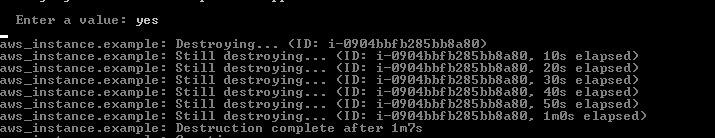 Enter a value: yes
aws_instance.example: Destroying... (ID: i-0904bbfb285bb8a80)
aws_instance.example: Still destroying... (ID: i-0904bbfb285bb8a80, 10s elapsed)
aws_instance.example: Still destroying... (ID: i-0904bbfb285bb8a80, 20s elapsed)
aws_instance.example: Still destroying... (ID: i-0904bbfb285bb8a80, 30s elapsed)
aws_instance.example: Still destroying... (ID: i-0904bbfb285bb8a80, 40s elapsed)
aws_instance.example: Still destroying... (ID: i-0904bbfb285bb8a80, 50s elapsed)
aws_instance.example: Still destroying... (ID: i-0904bbfb285bb8a80, 1m0s elapsed)
aws_instance.example: Destruction complete after 1m7s